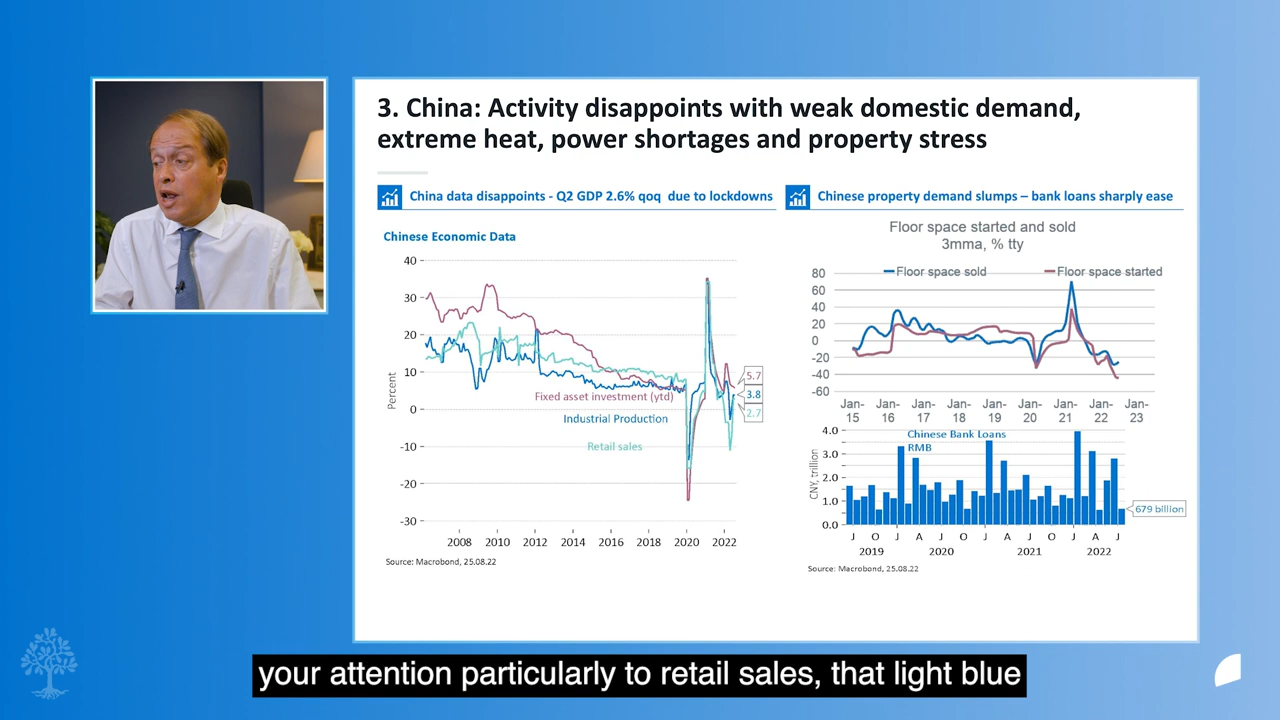 3. China: Activity disappoints with weak domestic demand,
extreme heat, power shortages and property stress
China data disappoints - Q2 GDP 2.6% qoq due to lockdowns
Chinese Economic Data
40
30
20
10
0
-10
-20
-30
Percent
Fixed asset investment (ytd)
Industrial Production
Retail sales
5.7
3.8
2.7
2008 2010 2012 2014 2016 2018 2020 2022
Source: Macrobond, 25.08.22
Chinese property demand slumps – bank loans sharply ease
Floor space started and sold
3mma, % tty
Floor space sold Floor space started
80
60
40
20
0
-20
-40
-60
Jan- Jan- Jan- Jan- Jan- Jan- Jan- Jan- Jan-
15 16 17 18 19 20 21 22 23
Chinese Bank Loans
RMB
4.0
3.0
2.0
1.0
0.0
CNY, trillion
679 billion
J O J A J O J A J O J A J
2019 2020 2021 2022
Source: Macrobond, 25.08.22
your attention particularly to retail sales, that light blue